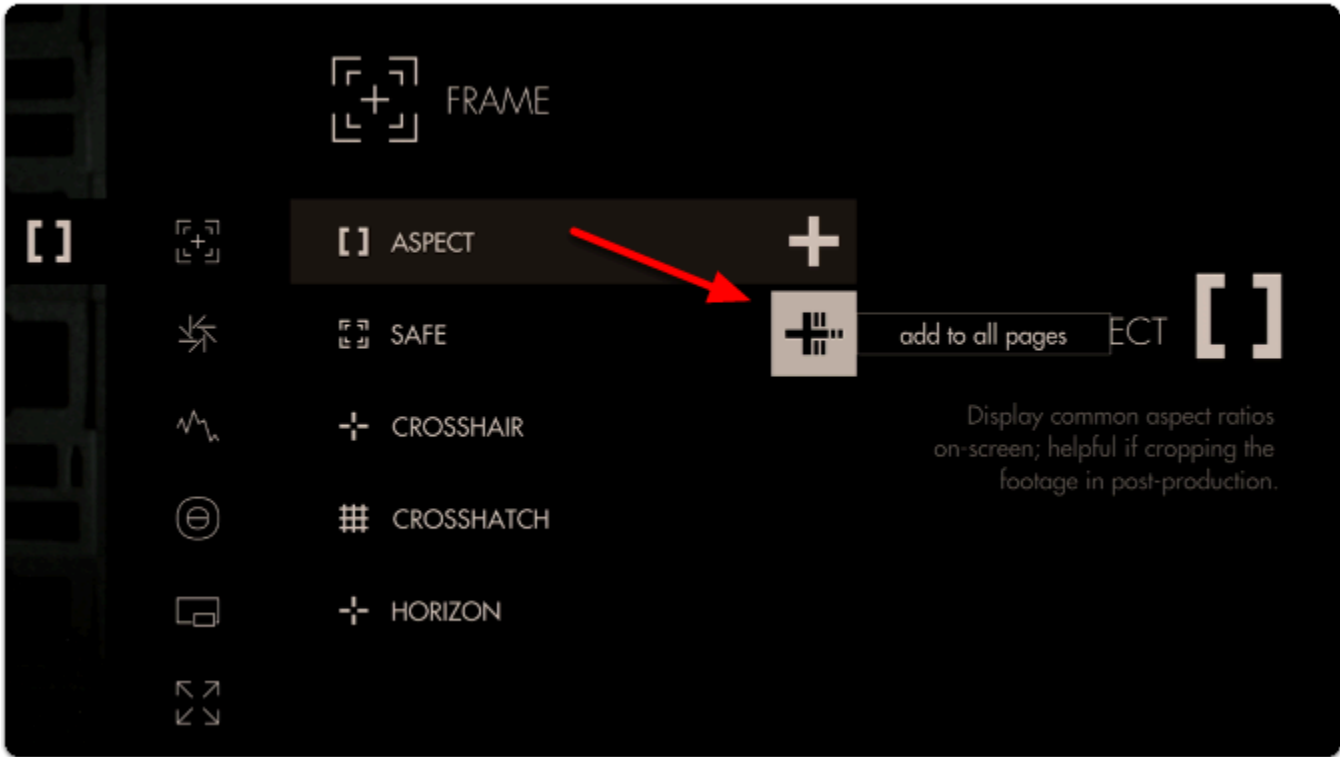 FRAME
ASPECT
SAFE
add to all pages
ECT
CROSSHAIR
Display common aspect ratios
on-screen; helpful if cropping the
footage in post-production.
CROSSHATCH
HORIZON